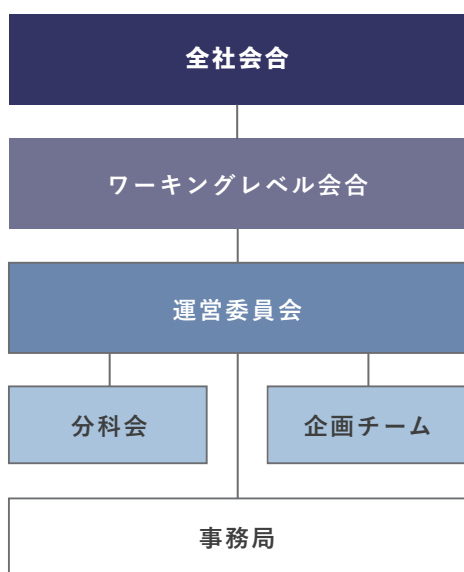 全社会合
ワーキングレベル会合
運営委員会
分科会
企画チーム
事務局